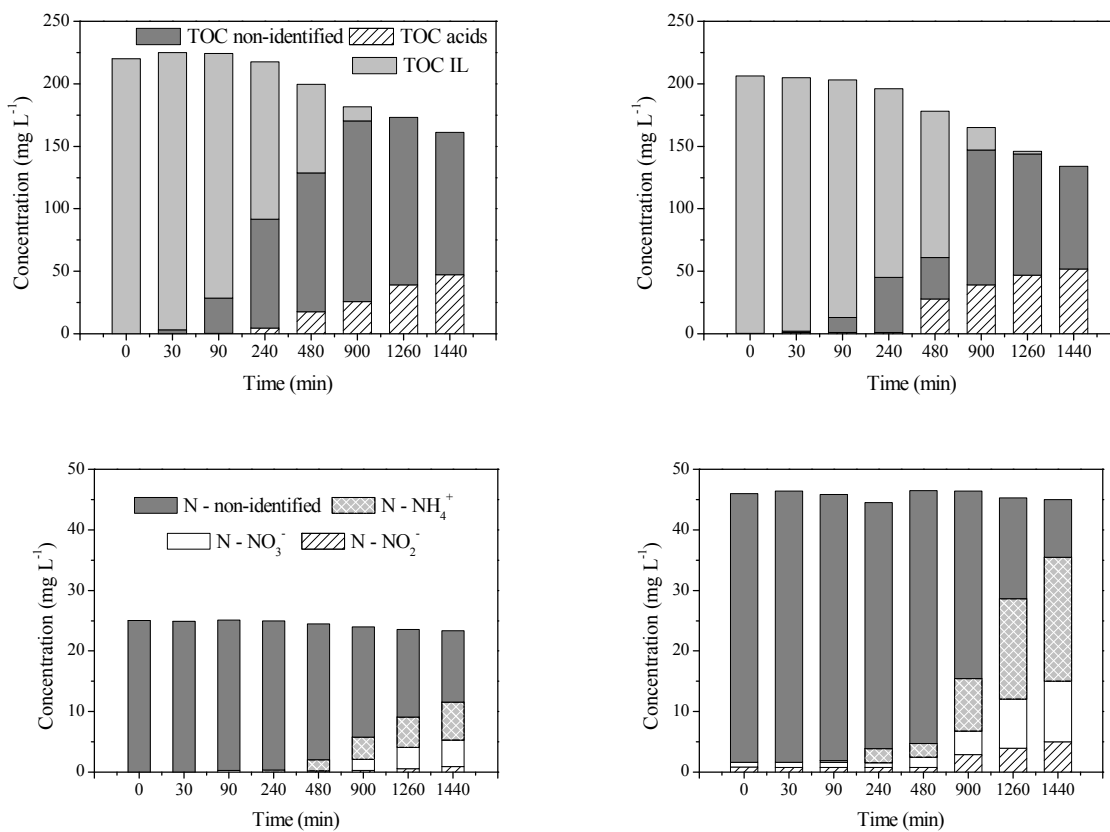 250
200
150
100
50
0
Concentration (mg L⁻¹)
TOC non-identified TOC acids
TOC IL
0 30 90 240 480 900 1260 1440
Time (min)
250
200
150
100
50
0
Concentration (mg L⁻¹)
0 30 90 240 480 900 1260 1440
Time (min)
50
40
30
20
10
0
Concentration (mg L⁻¹)
N - non-identified N - NH₄⁺
N - NO₃⁻ N - NO₂⁻
0 30 90 240 480 900 1260 1440
Time (min)
50
40
30
20
10
0
Concentration (mg L⁻¹)
0 30 90 240 480 900 1260 1440
Time (min)